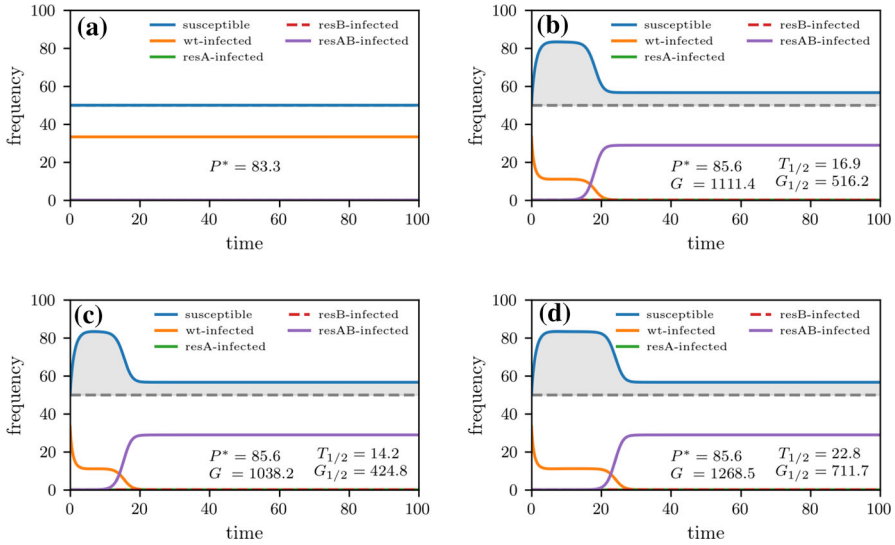 (a)
susceptible
wt-infected
resA-infected
resB-infected
resAB-infected
P* = 83.3
frequency
100
80
60
40
20
0
0 20 40 60 80 100
time
(b)
susceptible
wt-infected
resA-infected
resB-infected
resAB-infected
P* = 85.6 T1/2 = 16.9
G = 1111.4 G1/2 = 516.2
frequency
100
80
60
40
20
0
0 20 40 60 80 100
time
(c)
susceptible
wt-infected
resA-infected
resB-infected
resAB-infected
P* = 85.6 T1/2 = 14.2
G = 1038.2 G1/2 = 424.8
frequency
100
80
60
40
20
0
0 20 40 60 80 100
time
(d)
susceptible
wt-infected
resA-infected
resB-infected
resAB-infected
P* = 85.6 T1/2 = 22.8
G = 1268.5 G1/2 = 711.7
frequency
100
80
60
40
20
0
0 20 40 60 80 100
time